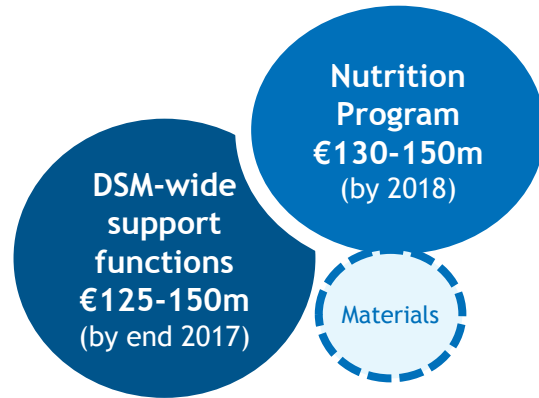 Nutrition
Program
€130-150m
(by 2018)
DSM-wide
support
functions
€125-150m
(by end 2017)
Materials